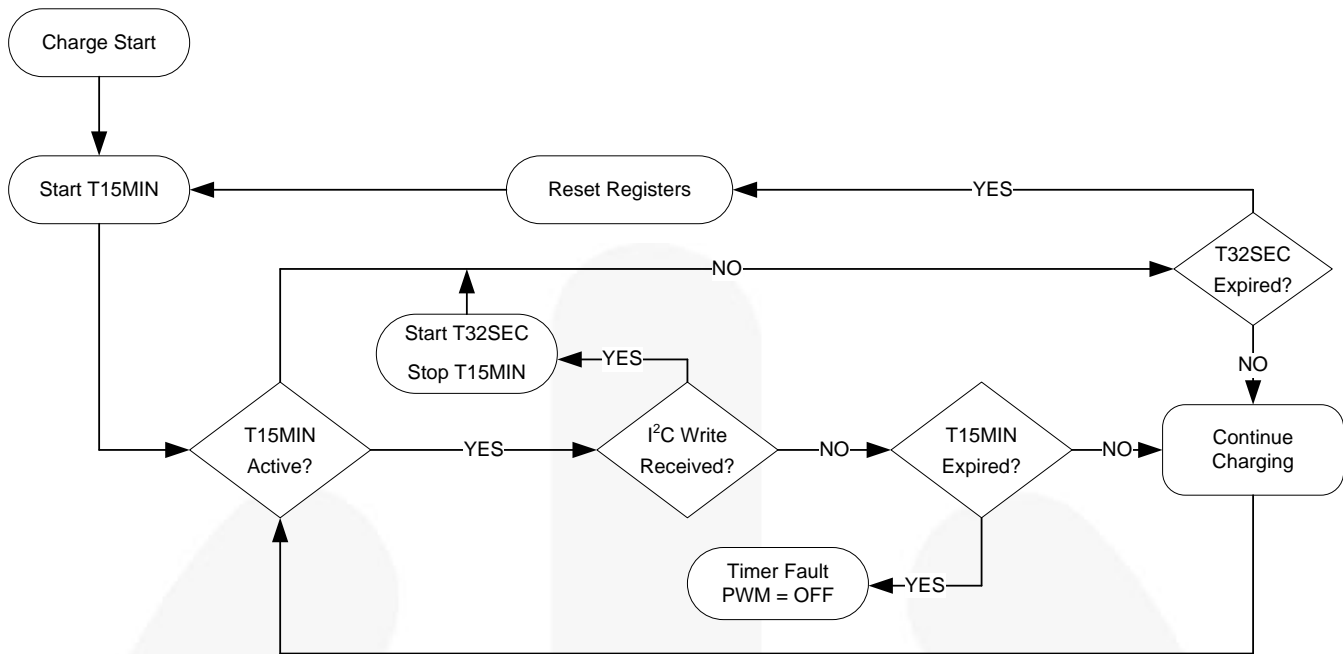 Charge Start
Start T15MIN
Reset Registers
YES
T32SEC
Expired?
NO
Start T32SEC
Stop T15MIN
YES
NO
T15MIN
Active?
YES
I²C Write
Received?
NO
T15MIN
Expired?
NO
Continue
Charging
Timer Fault
PWM = OFF
YES